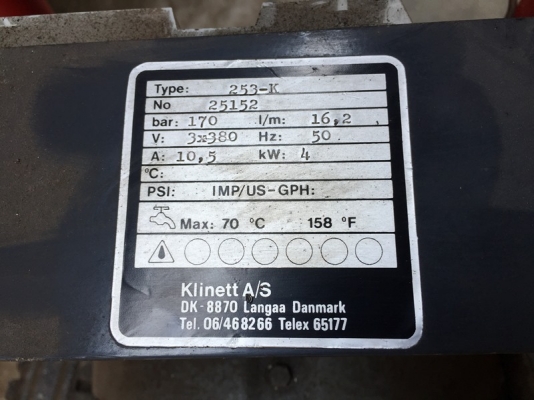 Type: 253-K
No 25152
bar: 170 l/m: 16,2
V: 3x380 Hz: 50
A: 10,5 kW: 4
°C:
PSI: IMP/US-GPH:
Max: 70 °C 158 °F
Klinett A/S
DK-8870 Langaa Danmark
Tel. 06/468266 Telex 65177